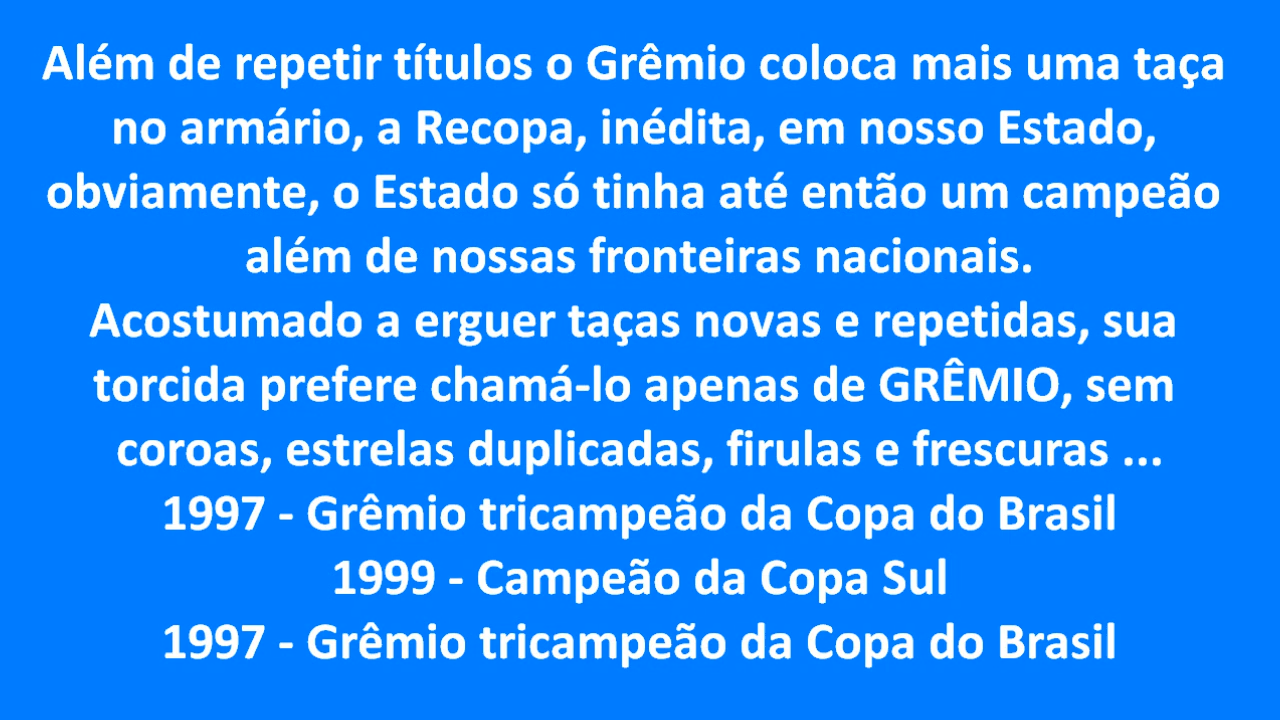 Além de repetir títulos o Grêmio coloca mais uma taça
no armário, a Recopa, inédita, em nosso Estado,
obviamente, o Estado só tinha até então um campeão
além de nossas fronteiras nacionais.
Acostumado a erguer taças novas e repetidas, sua
torcida prefere chamá-lo apenas de GRÊMIO, sem
coroas, estrelas duplicadas, firulas e frescuras ...
1997 - Grêmio tricampeão da Copa do Brasil
1999 - Campeão da Copa Sul
1997 - Grêmio tricampeão da Copa do Brasil